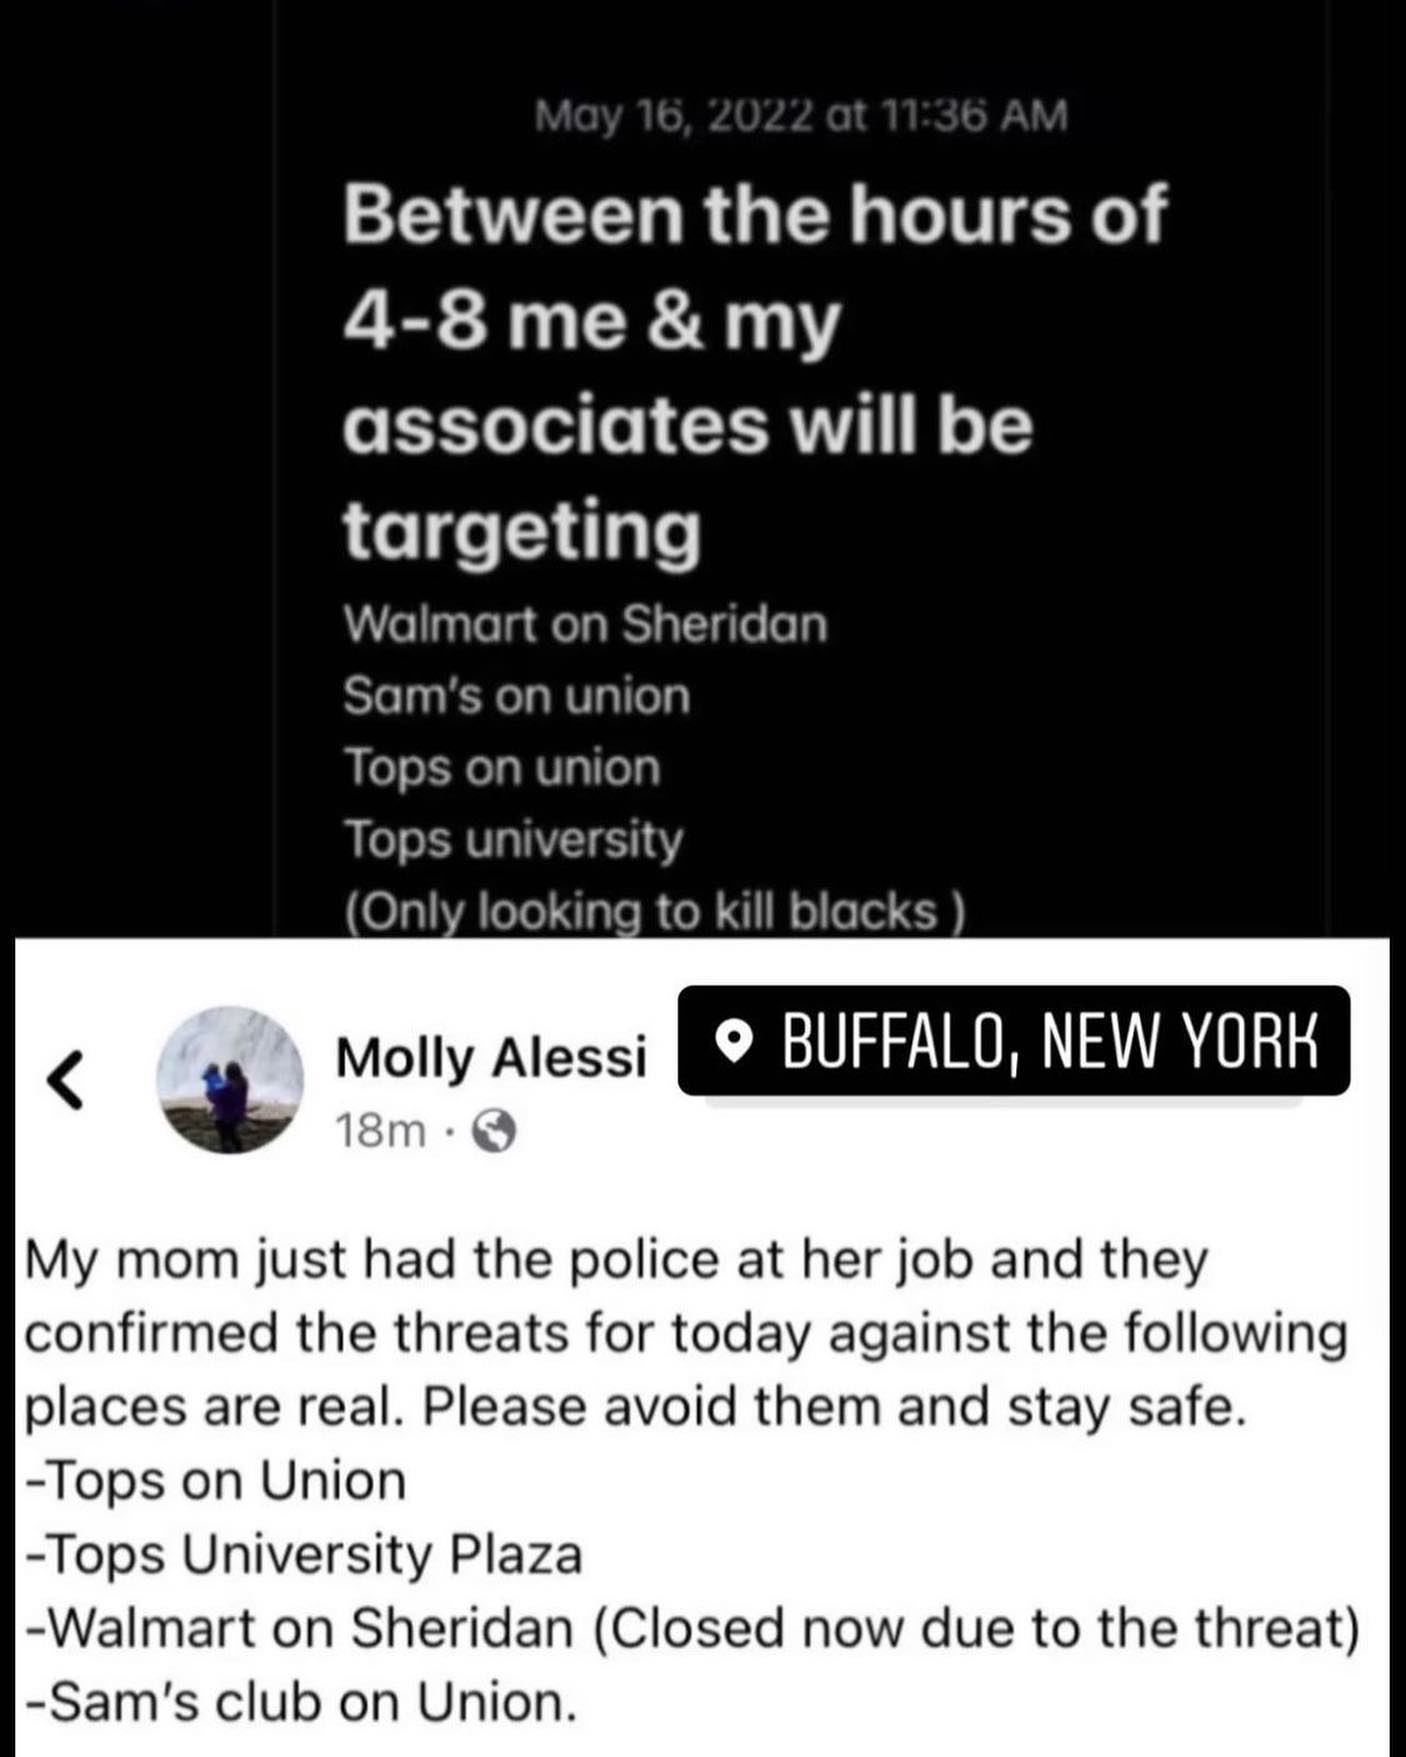 May 16, 2022 at 11:36 AM
Between the hours of
4-8 me & my
associates will be
targeting
Walmart on Sheridan
Sam's on union
Tops on union
Tops university
(Only looking to kill blacks )
Molly Alessi
BUFFALO, NEW YORK
18m ·
My mom just had the police at her job and they
confirmed the threats for today against the following
places are real. Please avoid them and stay safe.
-Tops on Union
-Tops University Plaza
-Walmart on Sheridan (Closed now due to the threat)
-Sam's club on Union.